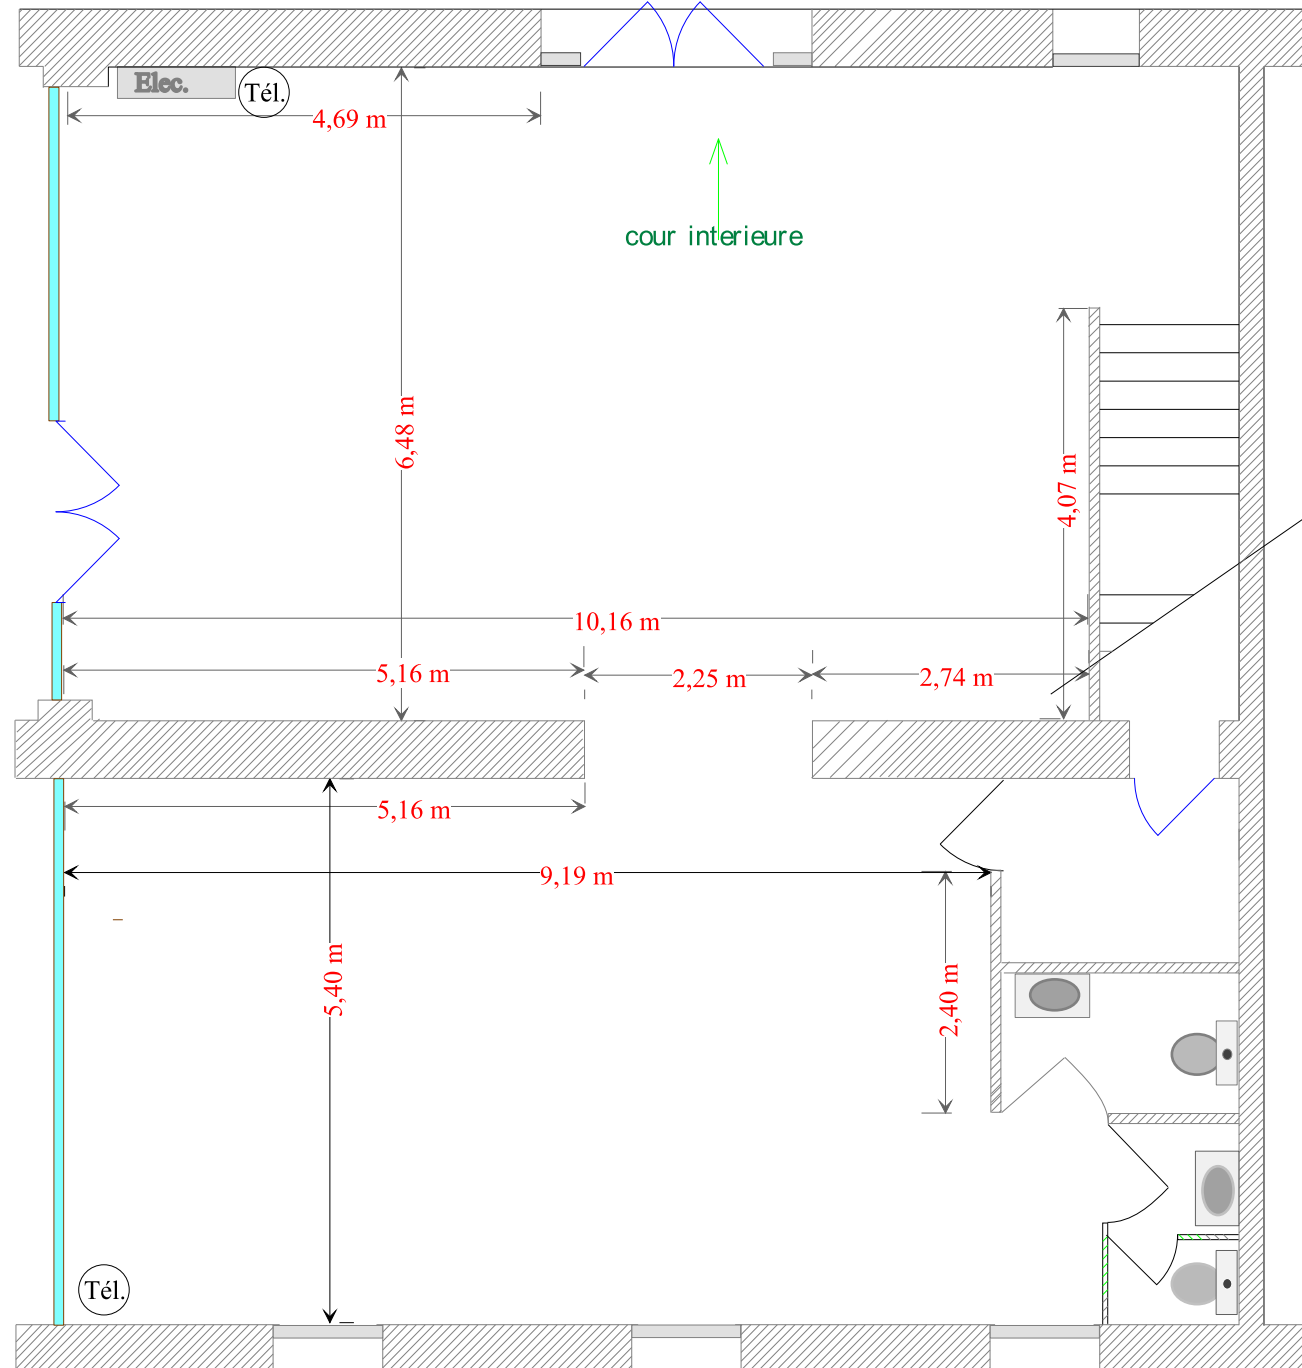 Elec.
Tél.
4,69 m
cour interieure
6,48 m
4,07 m
10,16 m
5,16 m
2,25 m
2,74 m
5,16 m
9,19 m
5,40 m
2,40 m
Tél.